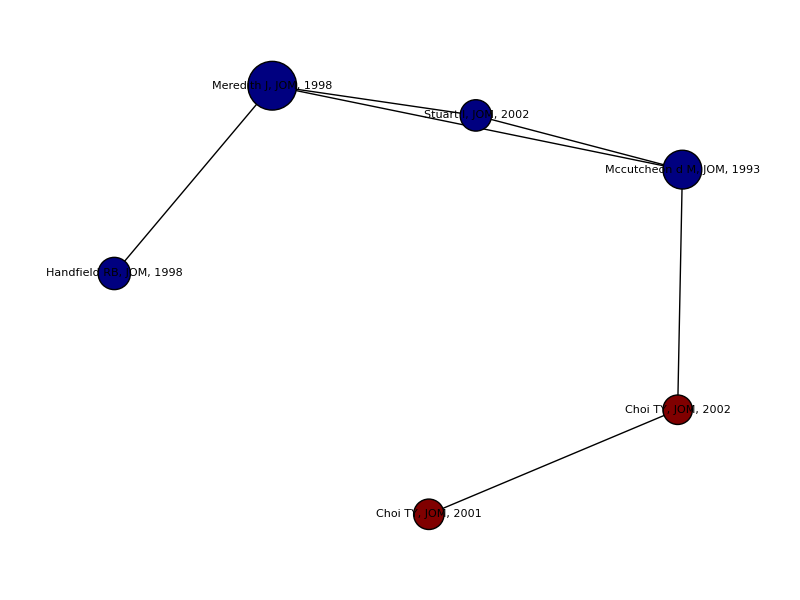 Meredith J, JOM, 1998
Stuart I, JOM, 2002
Mccutcheon D M, JOM, 1993
Handfield RB, JOM, 1998
Choi TY, JOM, 2002
Choi TY, JOM, 2001